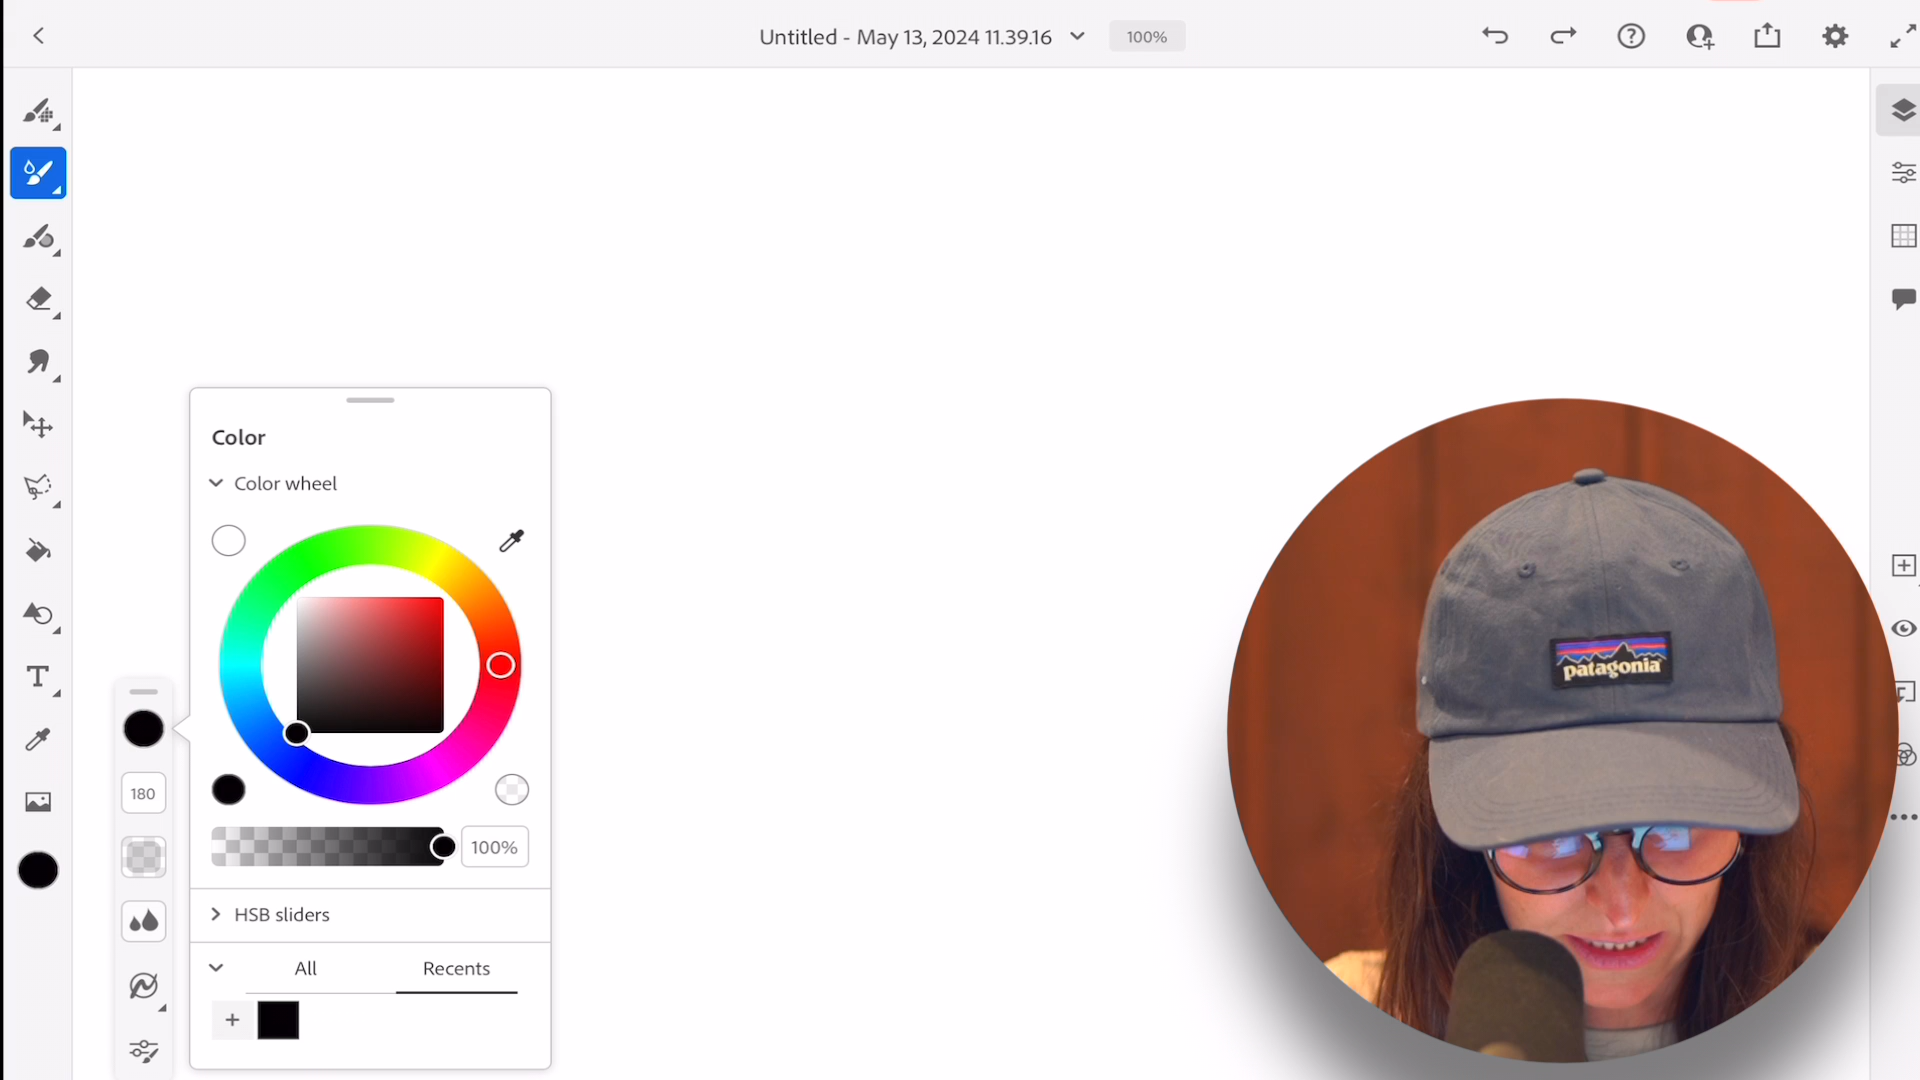 Untitled - May 13, 2024 11.39.16
100%
Color
Color wheel
180
100%
HSB sliders
All
Recents
patagonia